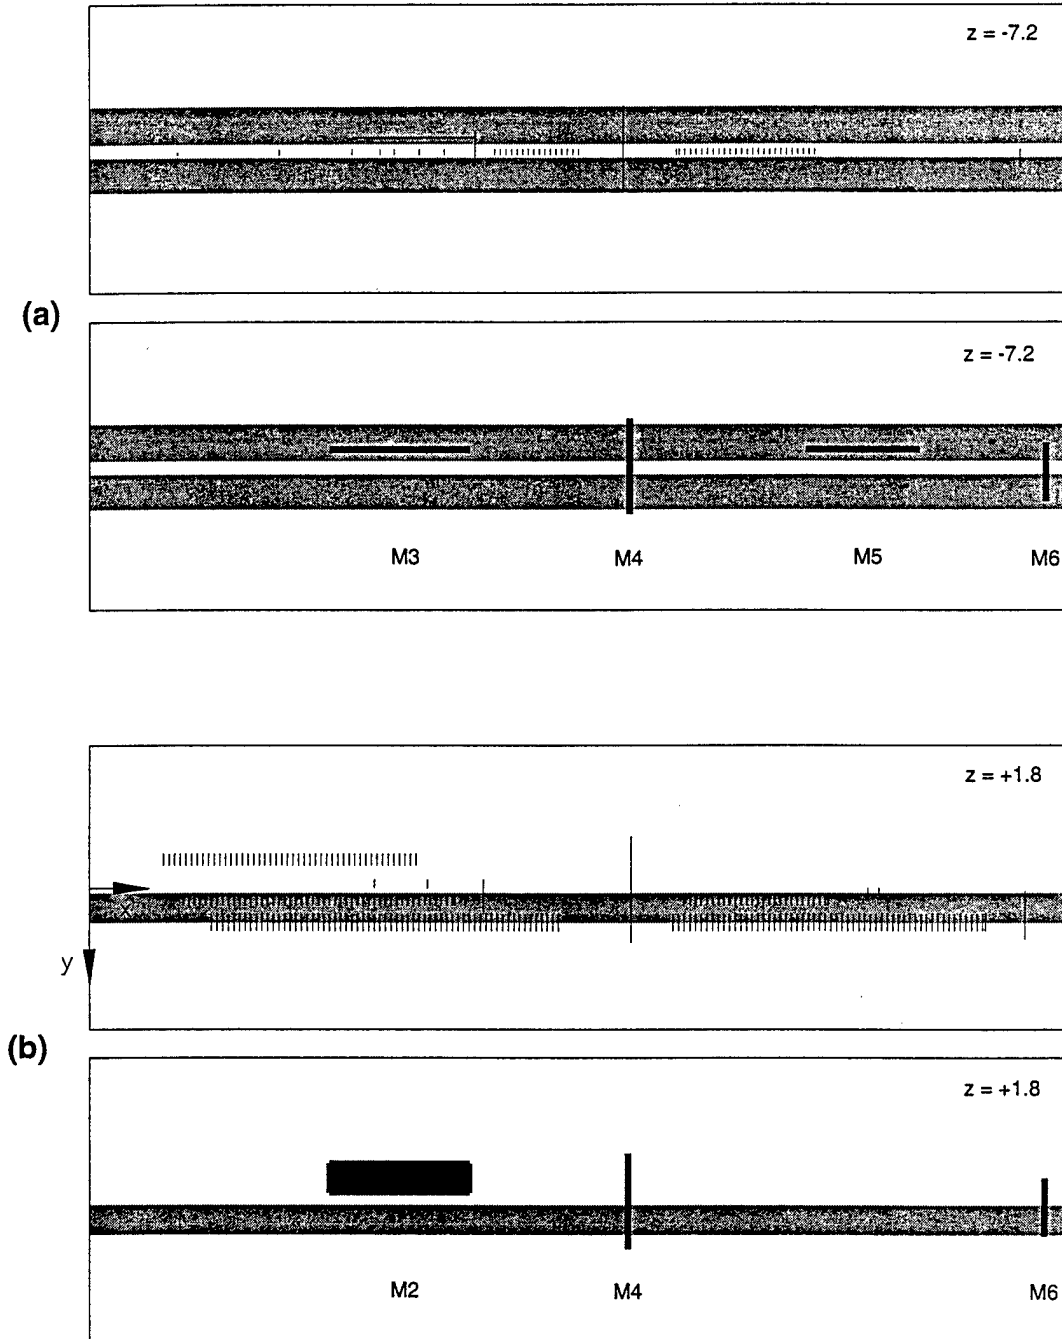 z = -7.2
(a)
z = -7.2
M3 M4 M5 M6
z = +1.8
x
y
(b)
z = +1.8
M2 M4 M6